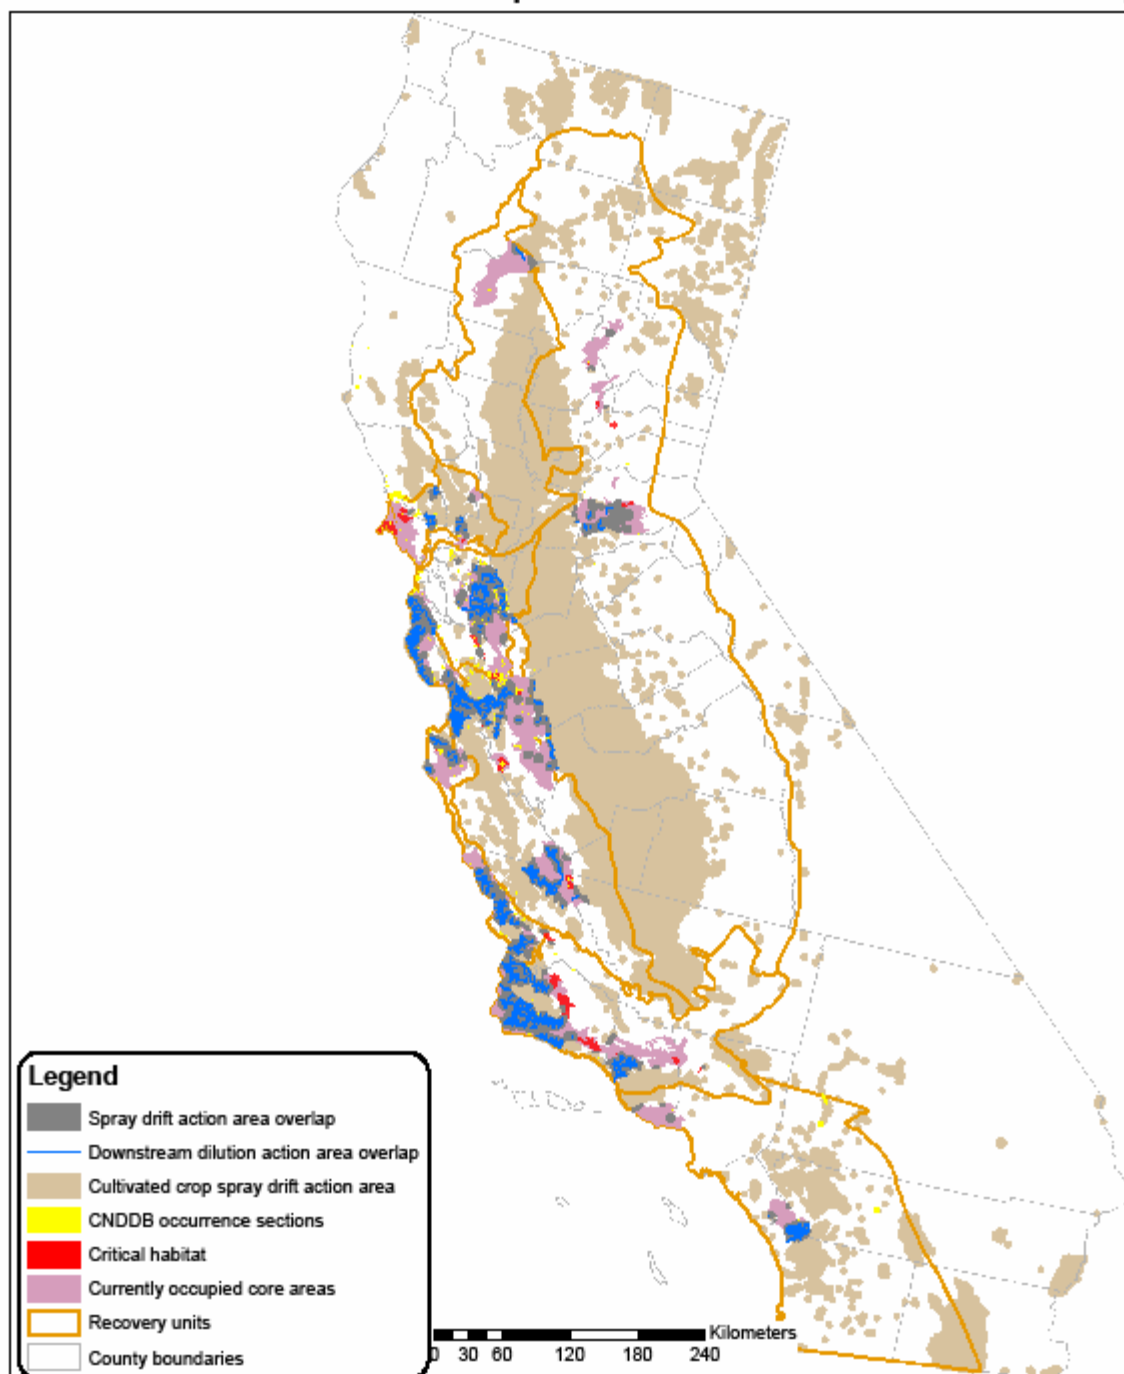 Legend
Spray drift action area overlap
Downstream dilution action area overlap
Cultivated crop spray drift action area
CNDDB occurrence sections
Critical habitat
Currently occupied core areas
Recovery units
County boundaries
Kilometers
0 30 60 120 180 240